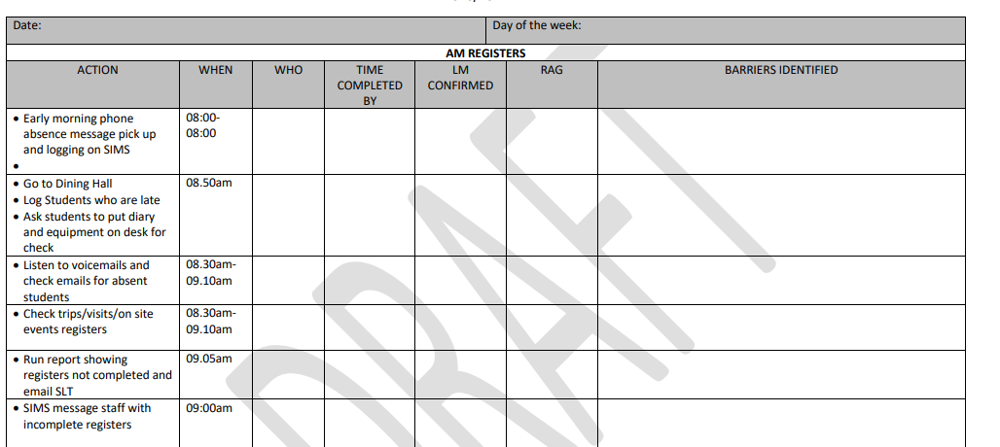 Date: Day of the week:
AM REGISTERS
ACTION WHEN WHO TIME COMPLETED BY LM CONFIRMED RAG BARRIERS IDENTIFIED
• Early morning phone
absence message pick up
and logging on SIMS
•
08:00-
08:00
• Go to Dining Hall
• Log Students who are late
• Ask students to put diary
and equipment on desk for
check
08.50am
• Listen to voicemails and
check emails for absent
students
08.30am-
09.10am
• Check trips/visits/on site
events registers
08.30am-
09.10am
• Run report showing
registers not completed and
email SLT
09.05am
• SIMS message staff with
incomplete registers
09:00am
DRAFT